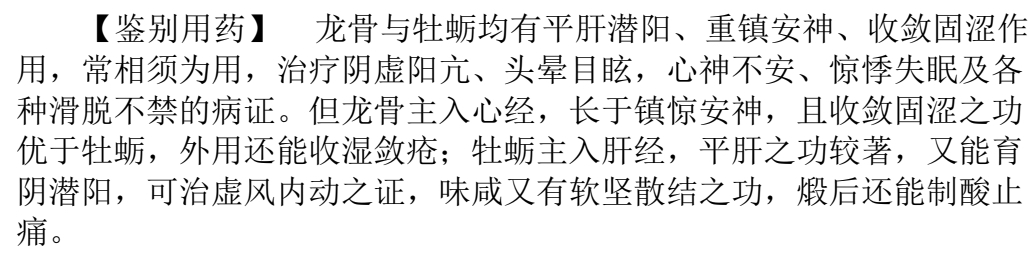 【鉴别用药】 龙骨与牡蛎均有平肝潜阳、重镇安神、收敛固涩作
用，常相须为用，治疗阴虚阳亢、头晕目眩，心神不安、惊悸失眠及各
种滑脱不禁的病证。但龙骨主入心经，长于镇惊安神，且收敛固涩之功
优于牡蛎，外用还能收湿敛疮；牡蛎主入肝经，平肝之功较著，又能育
阴潜阳，可治虚风内动之证，味咸又有软坚散结之功，煅后还能制酸止
痛。